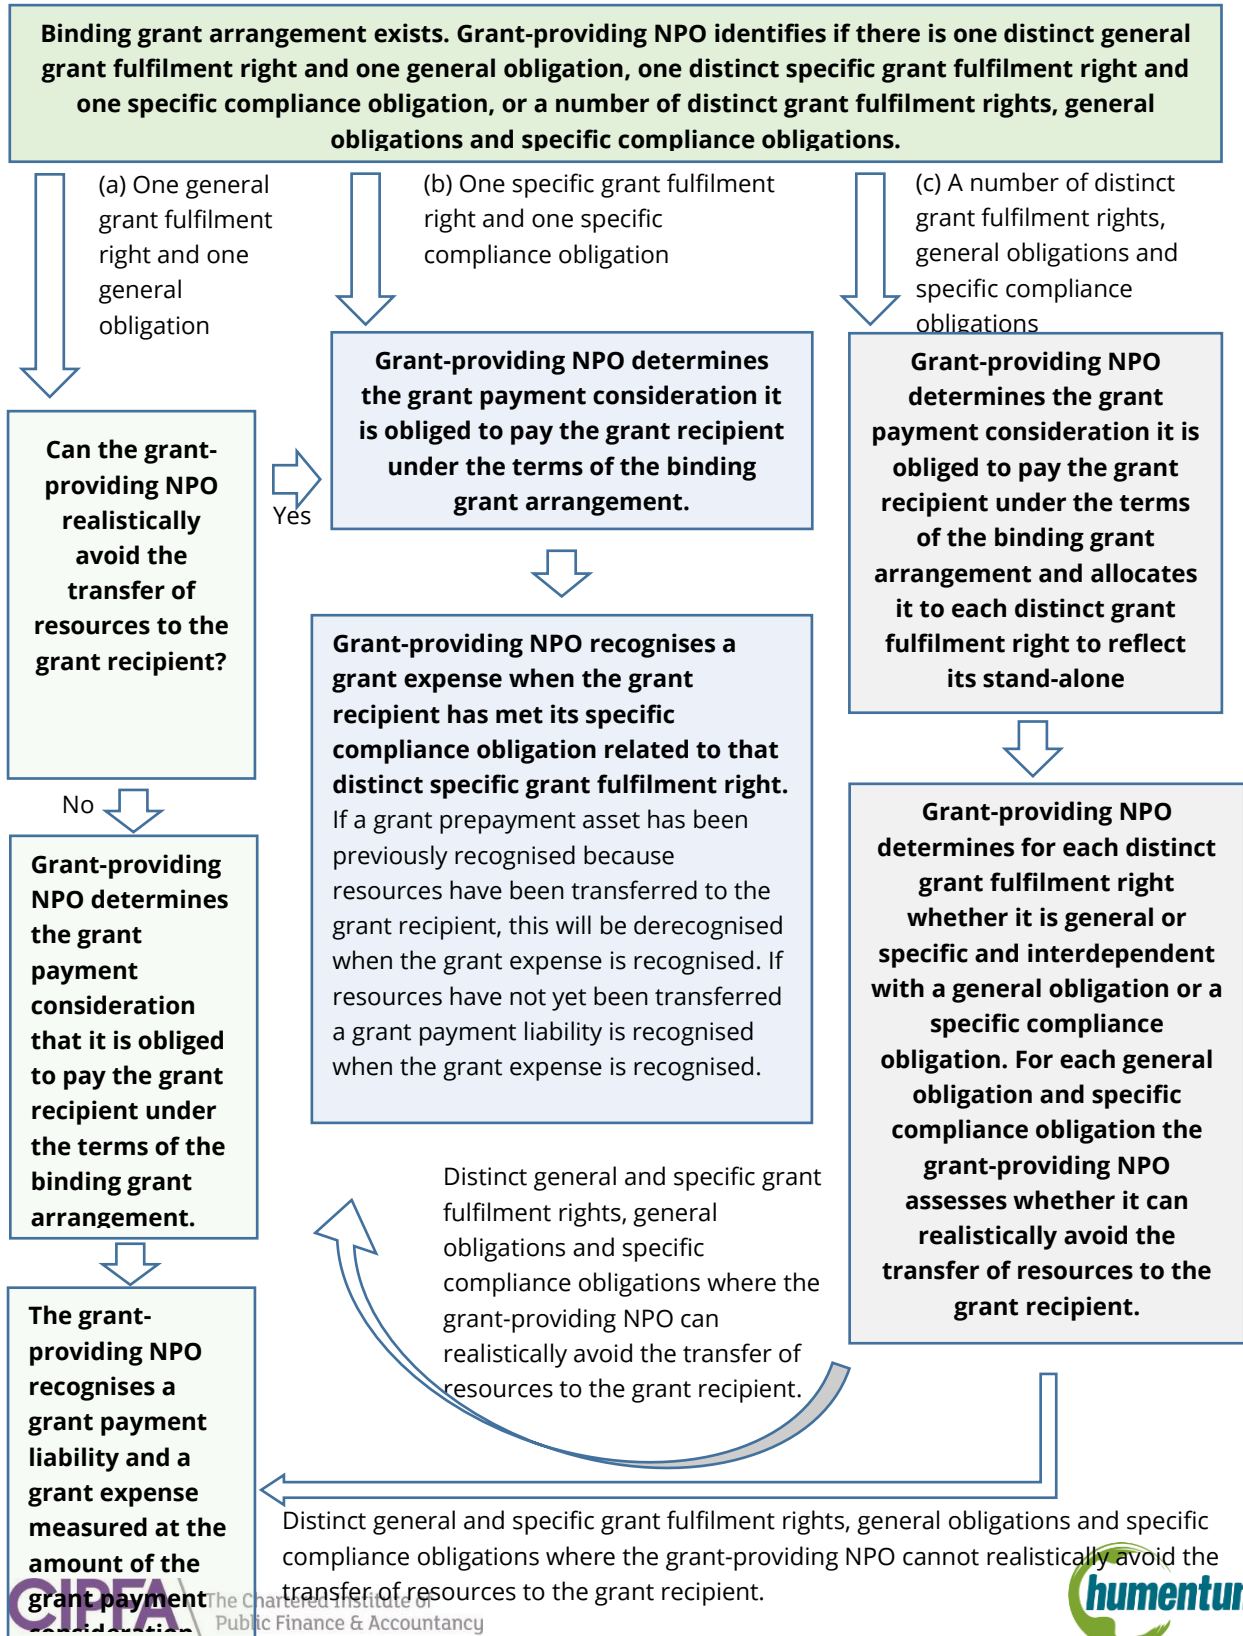 Binding grant arrangement exists. Grant-providing NPO identifies if there is one distinct general
grant fulfilment right and one general obligation, one distinct specific grant fulfilment right and
one specific compliance obligation, or a number of distinct grant fulfilment rights, general
obligations and specific compliance obligations.
(a) One general
grant fulfilment
right and one
general
obligation
(b) One specific grant fulfilment
right and one specific
compliance obligation
(c) A number of distinct
grant fulfilment rights,
general obligations and
specific compliance
obligations
Can the grant-
providing NPO
realistically
avoid the
transfer of
resources to the
grant recipient?
Yes
No
Grant-providing
NPO determines
the grant
payment
consideration
that it is obliged
to pay the grant
recipient under
the terms of the
binding grant
arrangement.
The grant-
providing NPO
recognises a
grant payment
liability and a
grant expense
measured at the
amount of the
grant payment
consideration
Grant-providing NPO determines
the grant payment consideration it
is obliged to pay the grant recipient
under the terms of the binding
grant arrangement.
Grant-providing NPO recognises a
grant expense when the grant
recipient has met its specific
compliance obligation related to that
distinct specific grant fulfilment right.
If a grant prepayment asset has been
previously recognised because
resources have been transferred to the
grant recipient, this will be derecognised
when the grant expense is recognised. If
resources have not yet been transferred
a grant payment liability is recognised
when the grant expense is recognised.
Grant-providing NPO
determines the grant
payment consideration it is
obliged to pay the grant
recipient under the terms
of the binding grant
arrangement and allocates
it to each distinct grant
fulfilment right to reflect
its stand-alone
Grant-providing NPO
determines for each distinct
grant fulfilment right
whether it is general or
specific and interdependent
with a general obligation or a
specific compliance
obligation. For each general
obligation and specific
compliance obligation the
grant-providing NPO
assesses whether it can
realistically avoid the
transfer of resources to the
grant recipient.
Distinct general and specific grant
fulfilment rights, general
obligations and specific
compliance obligations where the
grant-providing NPO can
realistically avoid the transfer of
resources to the grant recipient.
Distinct general and specific grant fulfilment rights, general obligations and specific
compliance obligations where the grant-providing NPO cannot realistically avoid the
transfer of resources to the grant recipient.
CIPFA
The Chartered Institute of
Public Finance & Accountancy
humentum